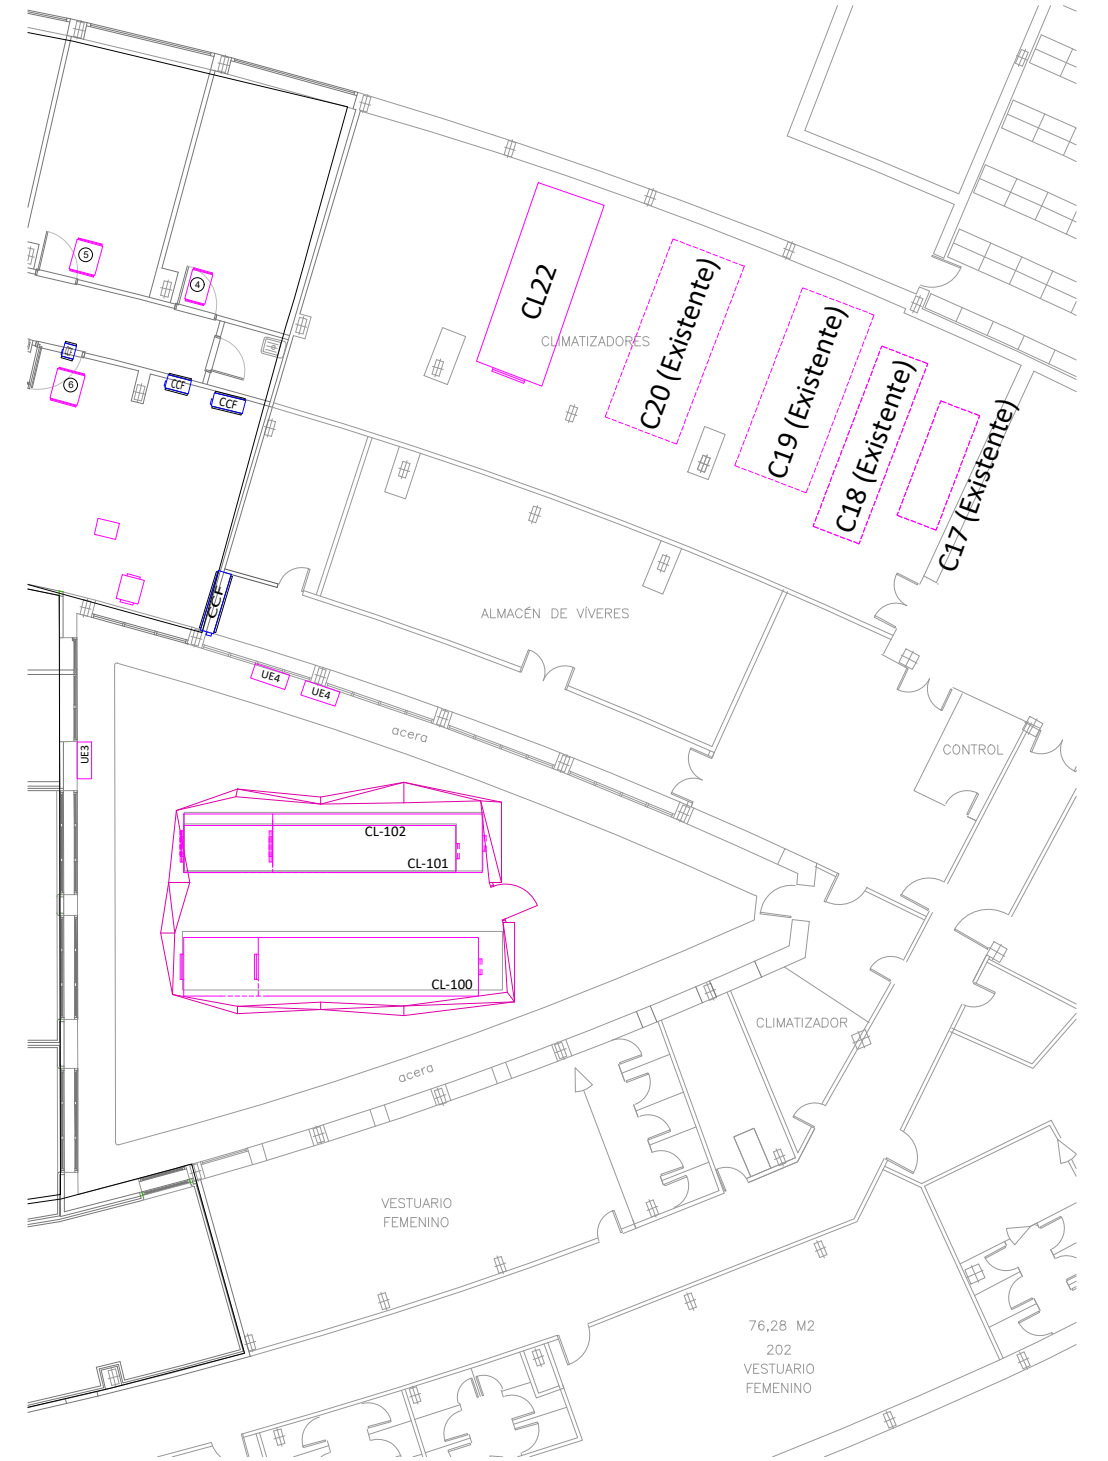 5
4
CL22
C20 (Existente)
C19 (Existente)
C18 (Existente)
C17 (Existente)
CLIMATIZADORES
6
CCF
CCF
CCF
ALMACÉN DE VÍVERES
UE4
UE4
acera
UE3
CONTROL
CL-102
CL-101
CL-100
CLIMATIZADOR
acera
VESTUARIO
FEMENINO
76,28 M2
202
VESTUARIO
FEMENINO